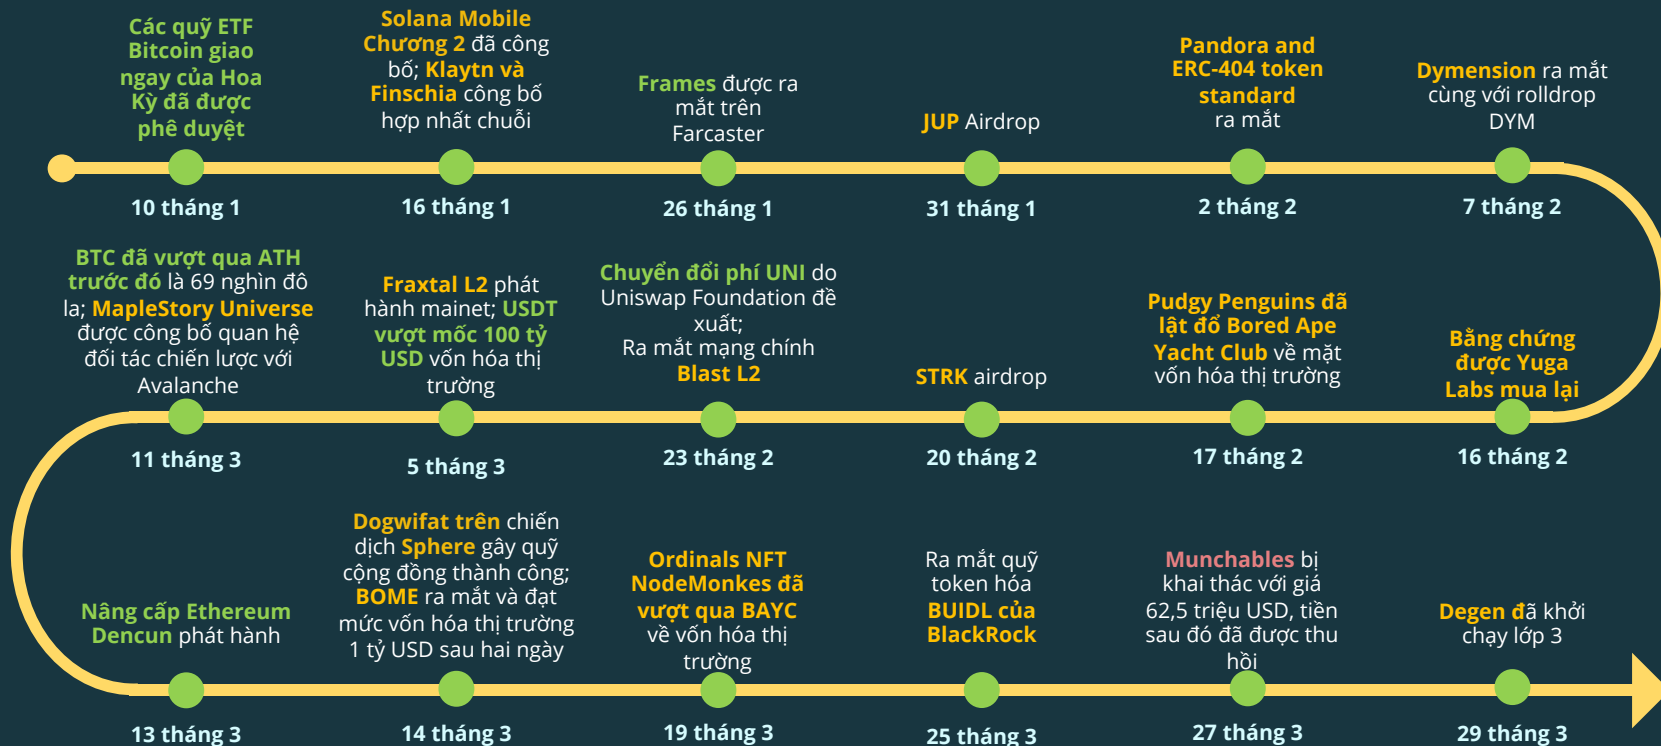 Các quỹ ETF
Bitcoin giao
ngay của Hoa
Kỳ đã được
phê duyệt
10 tháng 1
Solana Mobile
Chương 2 đã công
bố; Klaytn và
Finschia công bố
hợp nhất chuỗi
16 tháng 1
Frames được ra
mắt trên
Farcaster
26 tháng 1
JUP Airdrop
31 tháng 1
Pandora and
ERC-404 token
standard
ra mắt
2 tháng 2
Dymension ra mắt
cùng với rolldrop
DYM
7 tháng 2
Bằng chứng
được Yuga
Labs mua lại
16 tháng 2
Pudgy Penguins đã
lật đổ Bored Ape
Yacht Club về mặt
vốn hóa thị trường
17 tháng 2
STRK airdrop
20 tháng 2
Chuyển đổi phí UNI do
Uniswap Foundation đề
xuất;
Ra mắt mạng chính
Blast L2
23 tháng 2
Fraxtal L2 phát
hành mainet; USDT
vượt mốc 100 tỷ
USD vốn hóa thị
trường
5 tháng 3
BTC đã vượt qua ATH
trước đó là 69 nghìn đô
la; MapleStory Universe
được công bố quan hệ
đối tác chiến lược với
Avalanche
11 tháng 3
Nâng cấp Ethereum
Dencun phát hành
13 tháng 3
Dogwifat trên chiến
dịch Sphere gây quỹ
cộng đồng thành công;
BOME ra mắt và đạt
mức vốn hóa thị trường
1 tỷ USD sau hai ngày
14 tháng 3
Ordinals NFT
NodeMonkes đã
vượt qua BAYC
về vốn hóa thị
trường
19 tháng 3
Ra mắt quỹ
token hóa
BUIDL của
BlackRock
25 tháng 3
Munchables bị
khai thác với giá
62,5 triệu USD, tiền
sau đó đã được thu
hồi
27 tháng 3
Degen đã khởi
chạy lớp 3
29 tháng 3